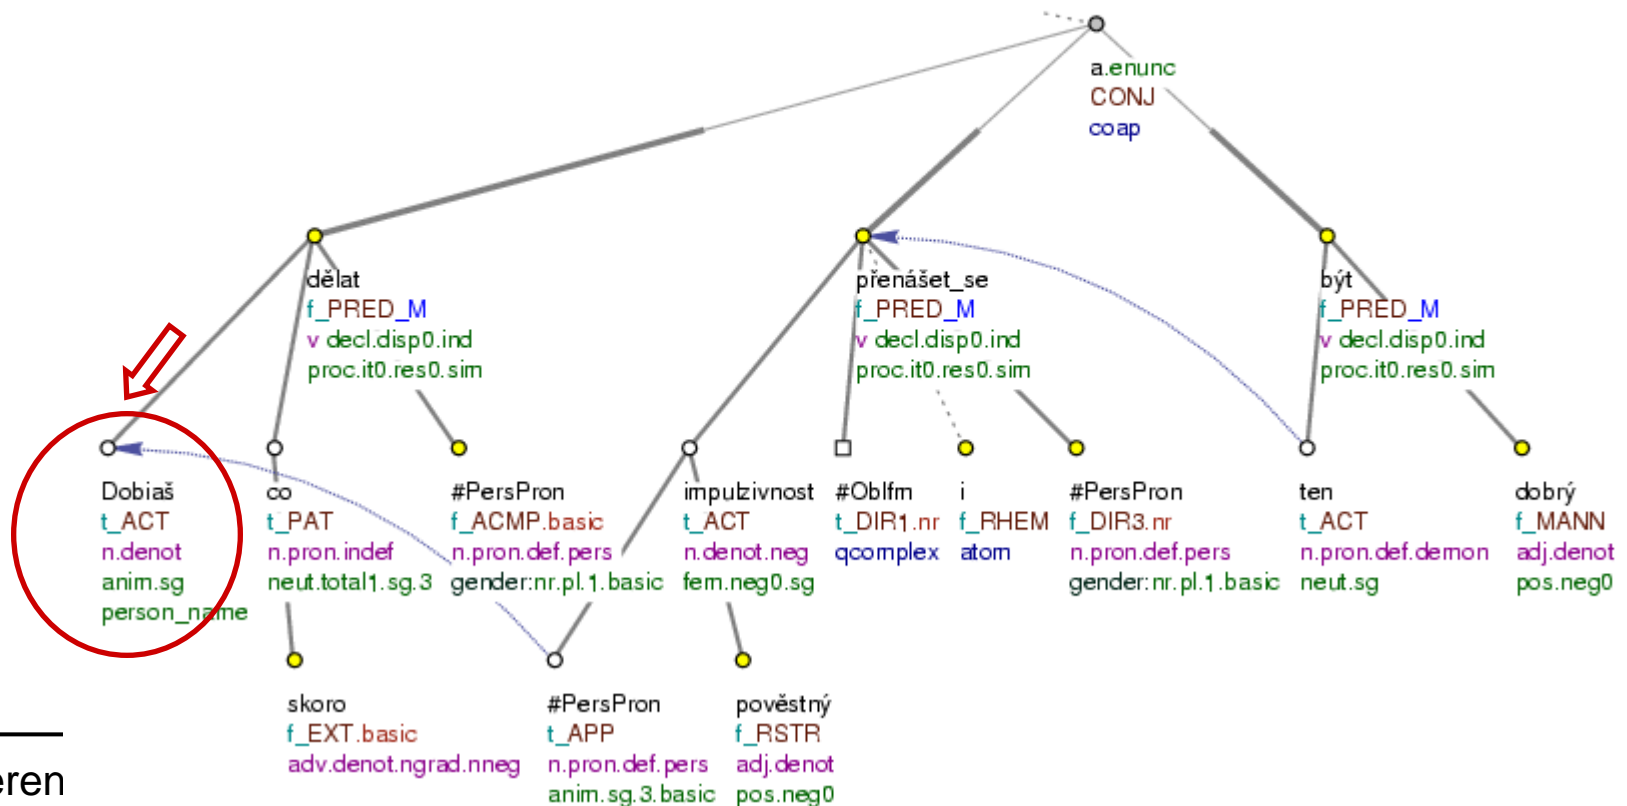 a.enunc
CONJ
coap
dělat
f_PRED_M
v decl.disp0.ind
proc.it0.res0.sim
přenášet_se
f_PRED_M
v decl.disp0.ind
proc.it0.res0.sim
být
f_PRED_M
v decl.disp0.ind
proc.it0.res0.sim
Dobiaš
t_ACT
n.denot
anim.sg
person_name
co
t_PAT
n.pron.indef
neut.total1.sg.3
#PersPron
f_ACMP.basic
n.pron.def.pers
gender:nr.pl.1.basic
impulzivnost
t_ACT
n.denot.neg
fem.neg0.sg
#Oblfm
t_DIR1.nr
qcomplex
i
f_RHEM
atom
#PersPron
f_DIR3.nr
n.pron.def.pers
gender:nr.pl.1.basic
ten
t_ACT
n.pron.def.demon
neut.sg
dobrý
f_MANN
adj.denot
pos.neg0
skoro
f_EXT.basic
adv.denot.ngrad.nneg
#PersPron
t_APP
n.pron.def.pers
anim.sg.3.basic
pověstný
f_RSTR
adj.denot
pos.neg0
eren